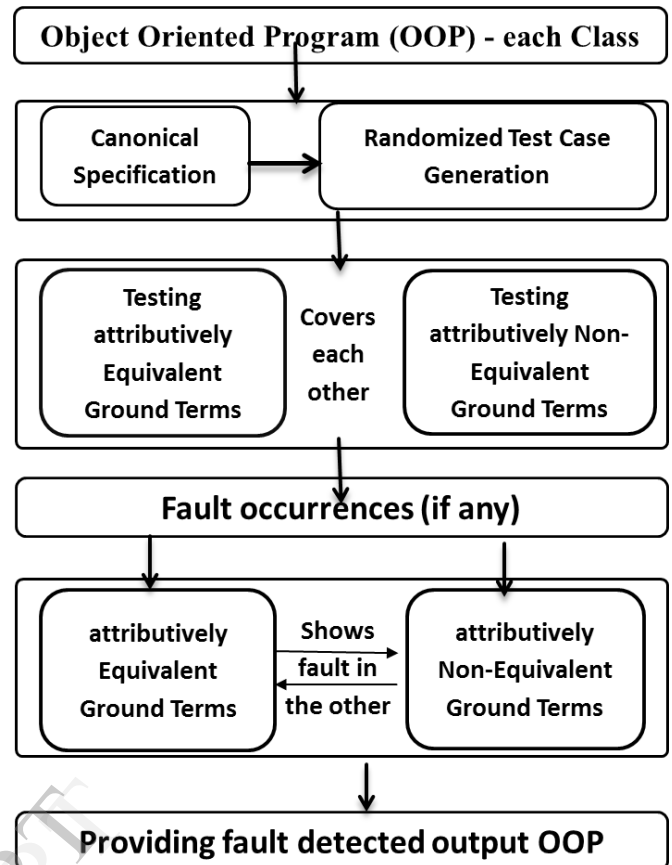 Object Oriented Program (OOP) - each Class
Canonical
Specification
Randomized Test Case
Generation
Testing
attributively
Equivalent
Ground Terms
Covers
each
other
Testing
attributively Non-
Equivalent
Ground Terms
Fault occurrences (if any)
attributively
Equivalent
Ground Terms
Shows
fault in
the other
attributively
Non-Equivalent
Ground Terms
Providing fault detected output OOP